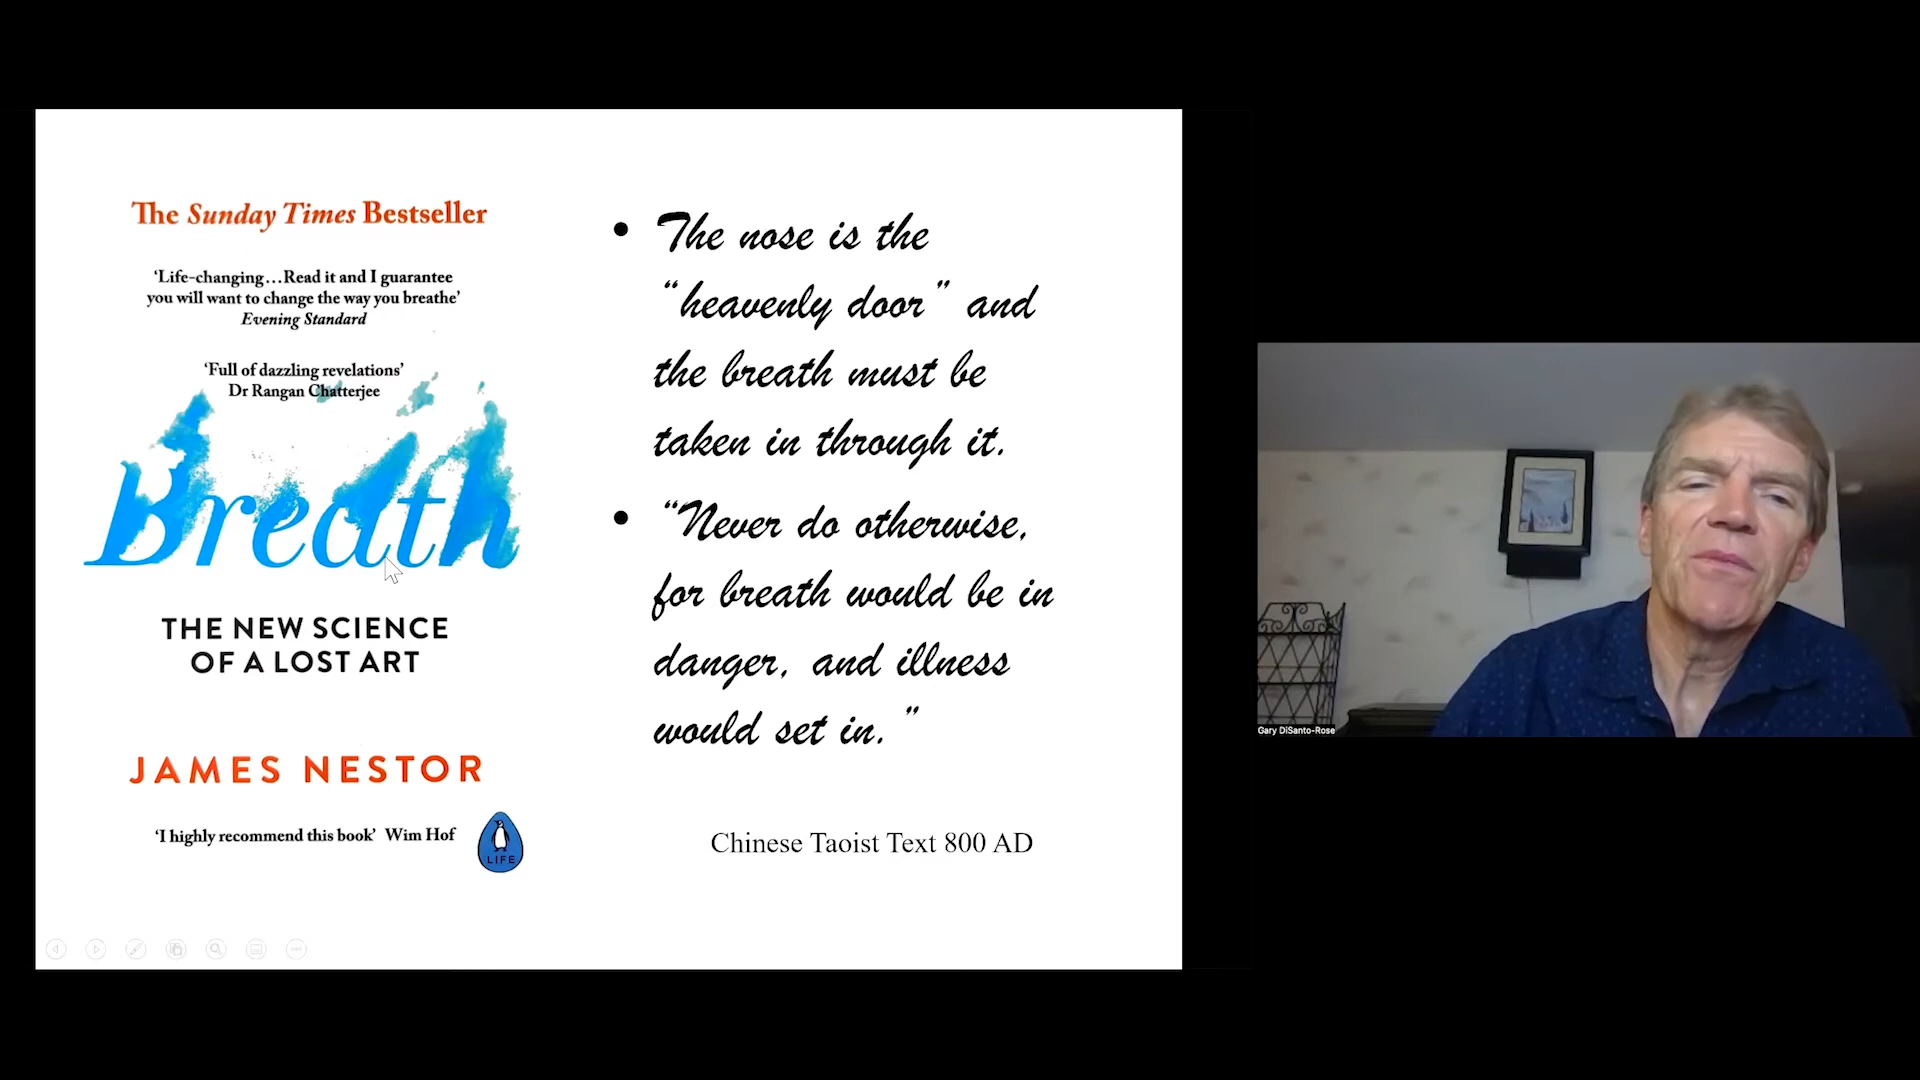 The Sunday Times Bestseller
‘Life-changing…Read it and I guarantee
you will want to change the way you breathe’
Evening Standard
‘Full of dazzling revelations’
Dr Rangan Chatterjee
Breath
THE NEW SCIENCE
OF A LOST ART
JAMES NESTOR
‘I highly recommend this book’ Wim Hof
LIFE
• The nose is the
“heavenly door” and
the breath must be
taken in through it.
• “Never do otherwise,
for breath would be in
danger, and illness
would set in.”
Chinese Taoist Text 800 AD
Gary DiSanto-Rose